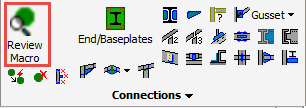 Review
Macro
End/Baseplates
Gusset
Connections